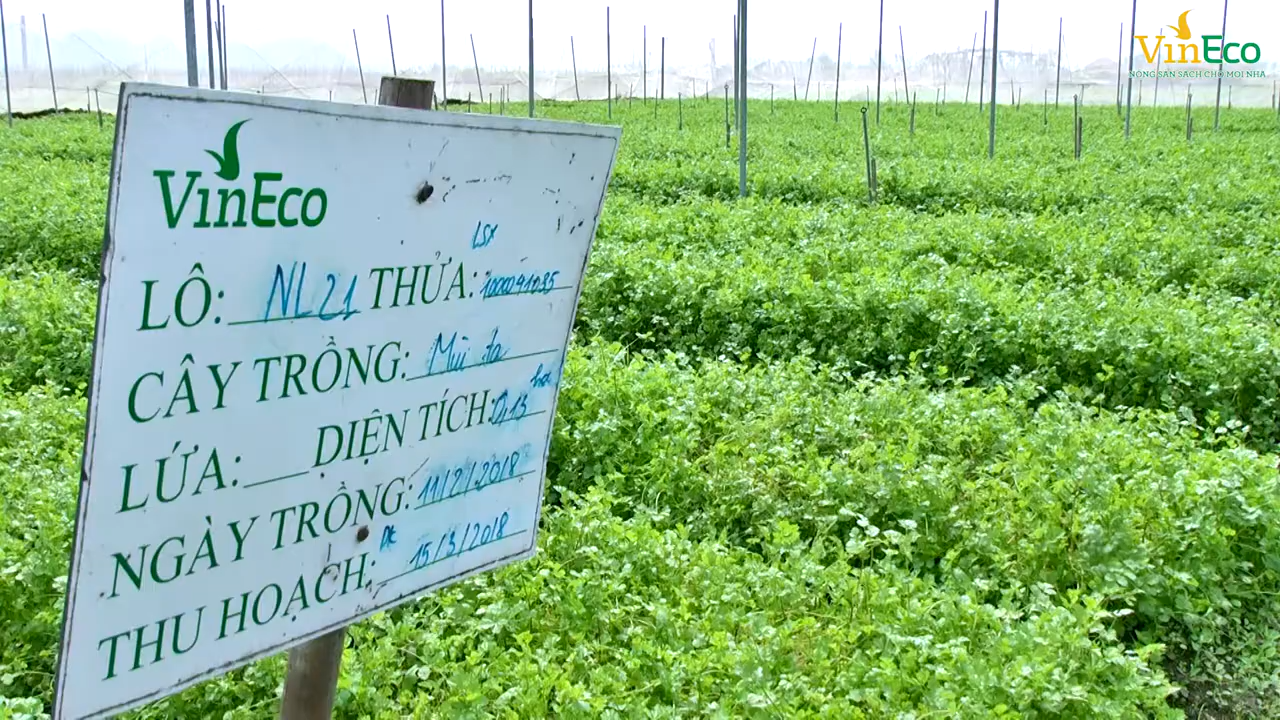 VinEco
NÔNG SẢN SẠCH CHO MỌI NHÀ
VinEco
LSX
LÔ: NL21 THỬA: 1000041035
CÂY TRỒNG: Mùi ta
LỨA: DIỆN TÍCH: 0,13 ha
NGÀY TRỒNG: 11/2/2018
THU HOẠCH: DK 15/3/2018